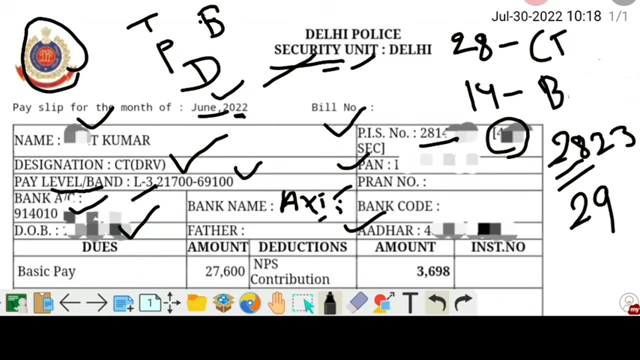 Jul-30-2022 10:18 1/1
T B
P
D
DELHI POLICE
SECURITY UNIT : DELHI
28 - CT
14 - B
2823
29
Pay slip for the month of : June,2022 Bill No :
NAME : T KUMAR
P.I.S. No. : 2814 [4
SEC]
DESIGNATION : CT(DRV)
PAN :
PAY LEVEL/BAND : L-3,21700-69100
PRAN NO. :
BANK A/C :
914010
BANK NAME : Axis
BANK CODE :
D.O.B. :
FATHER :
AADHAR : 4
DUES AMOUNT DEDUCTIONS AMOUNT INST.NO
Basic Pay 27,600 NPS Contribution 3,698
1
T
my